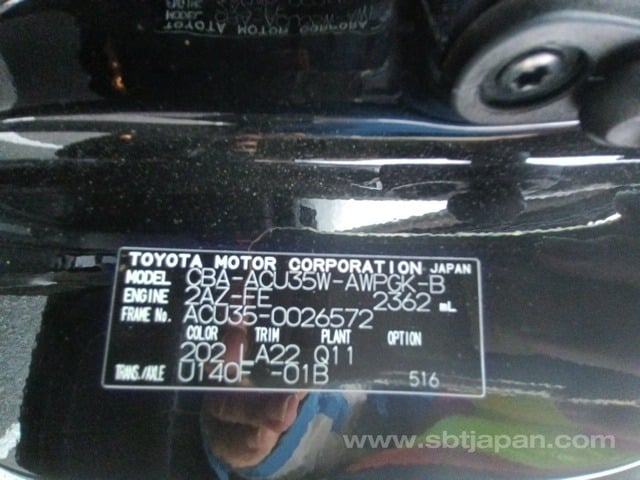 TOYOTA MOTOR CORPORATION JAPAN
MODEL CBA-ACU35W-AWPGK-B
ENGINE 2AZ-FE 2362 mL
FRAME No. ACU35-0026572
COLOR TRIM PLANT OPTION
202 LA22 Q11
TRANS./AXLE U140F -01B 516
www.sbtjapan.com